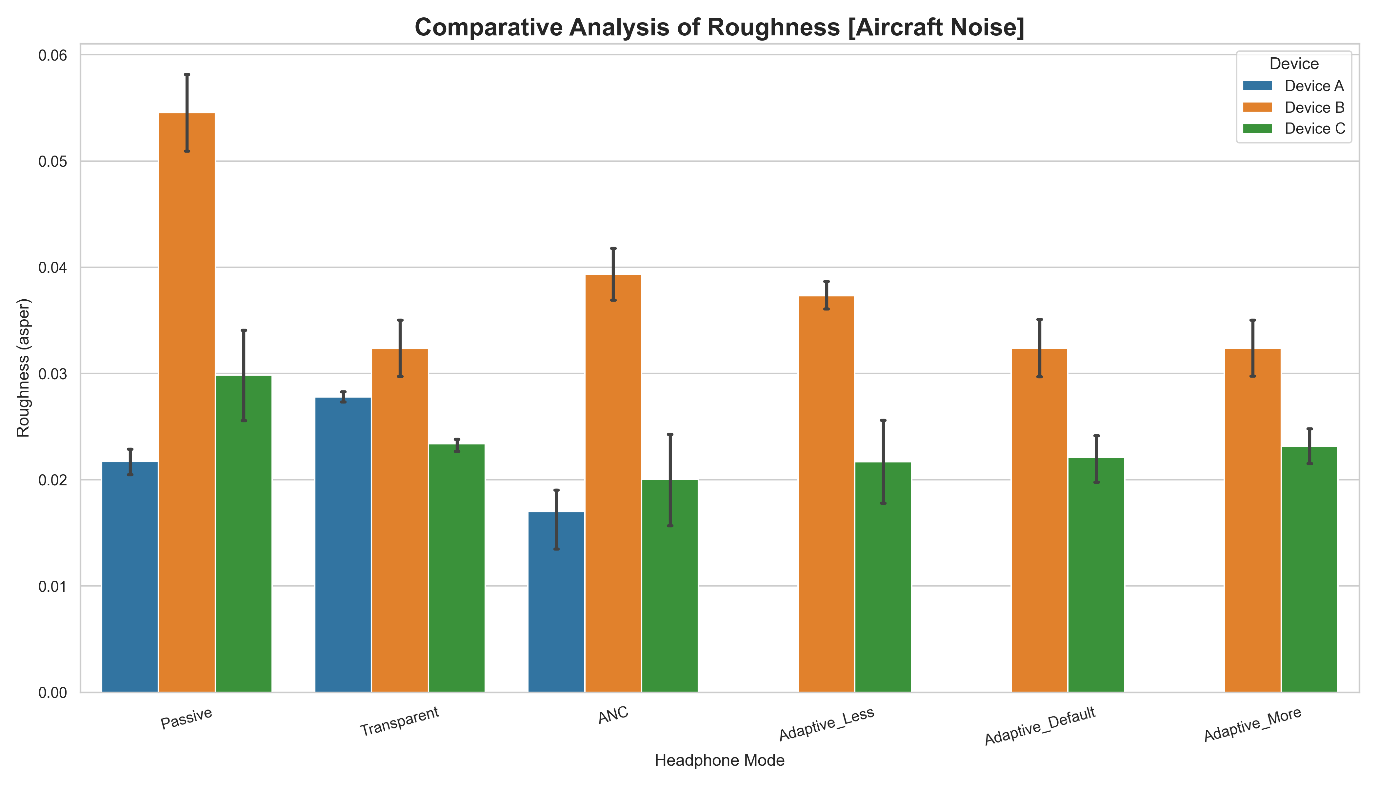 Comparative Analysis of Roughness [Aircraft Noise]
Device
Device A
Device B
Device C
Roughness (asper)
0.06
0.05
0.04
0.03
0.02
0.01
0.00
Passive
Transparent
ANC
Adaptive_Less
Adaptive_Default
Adaptive_More
Headphone Mode